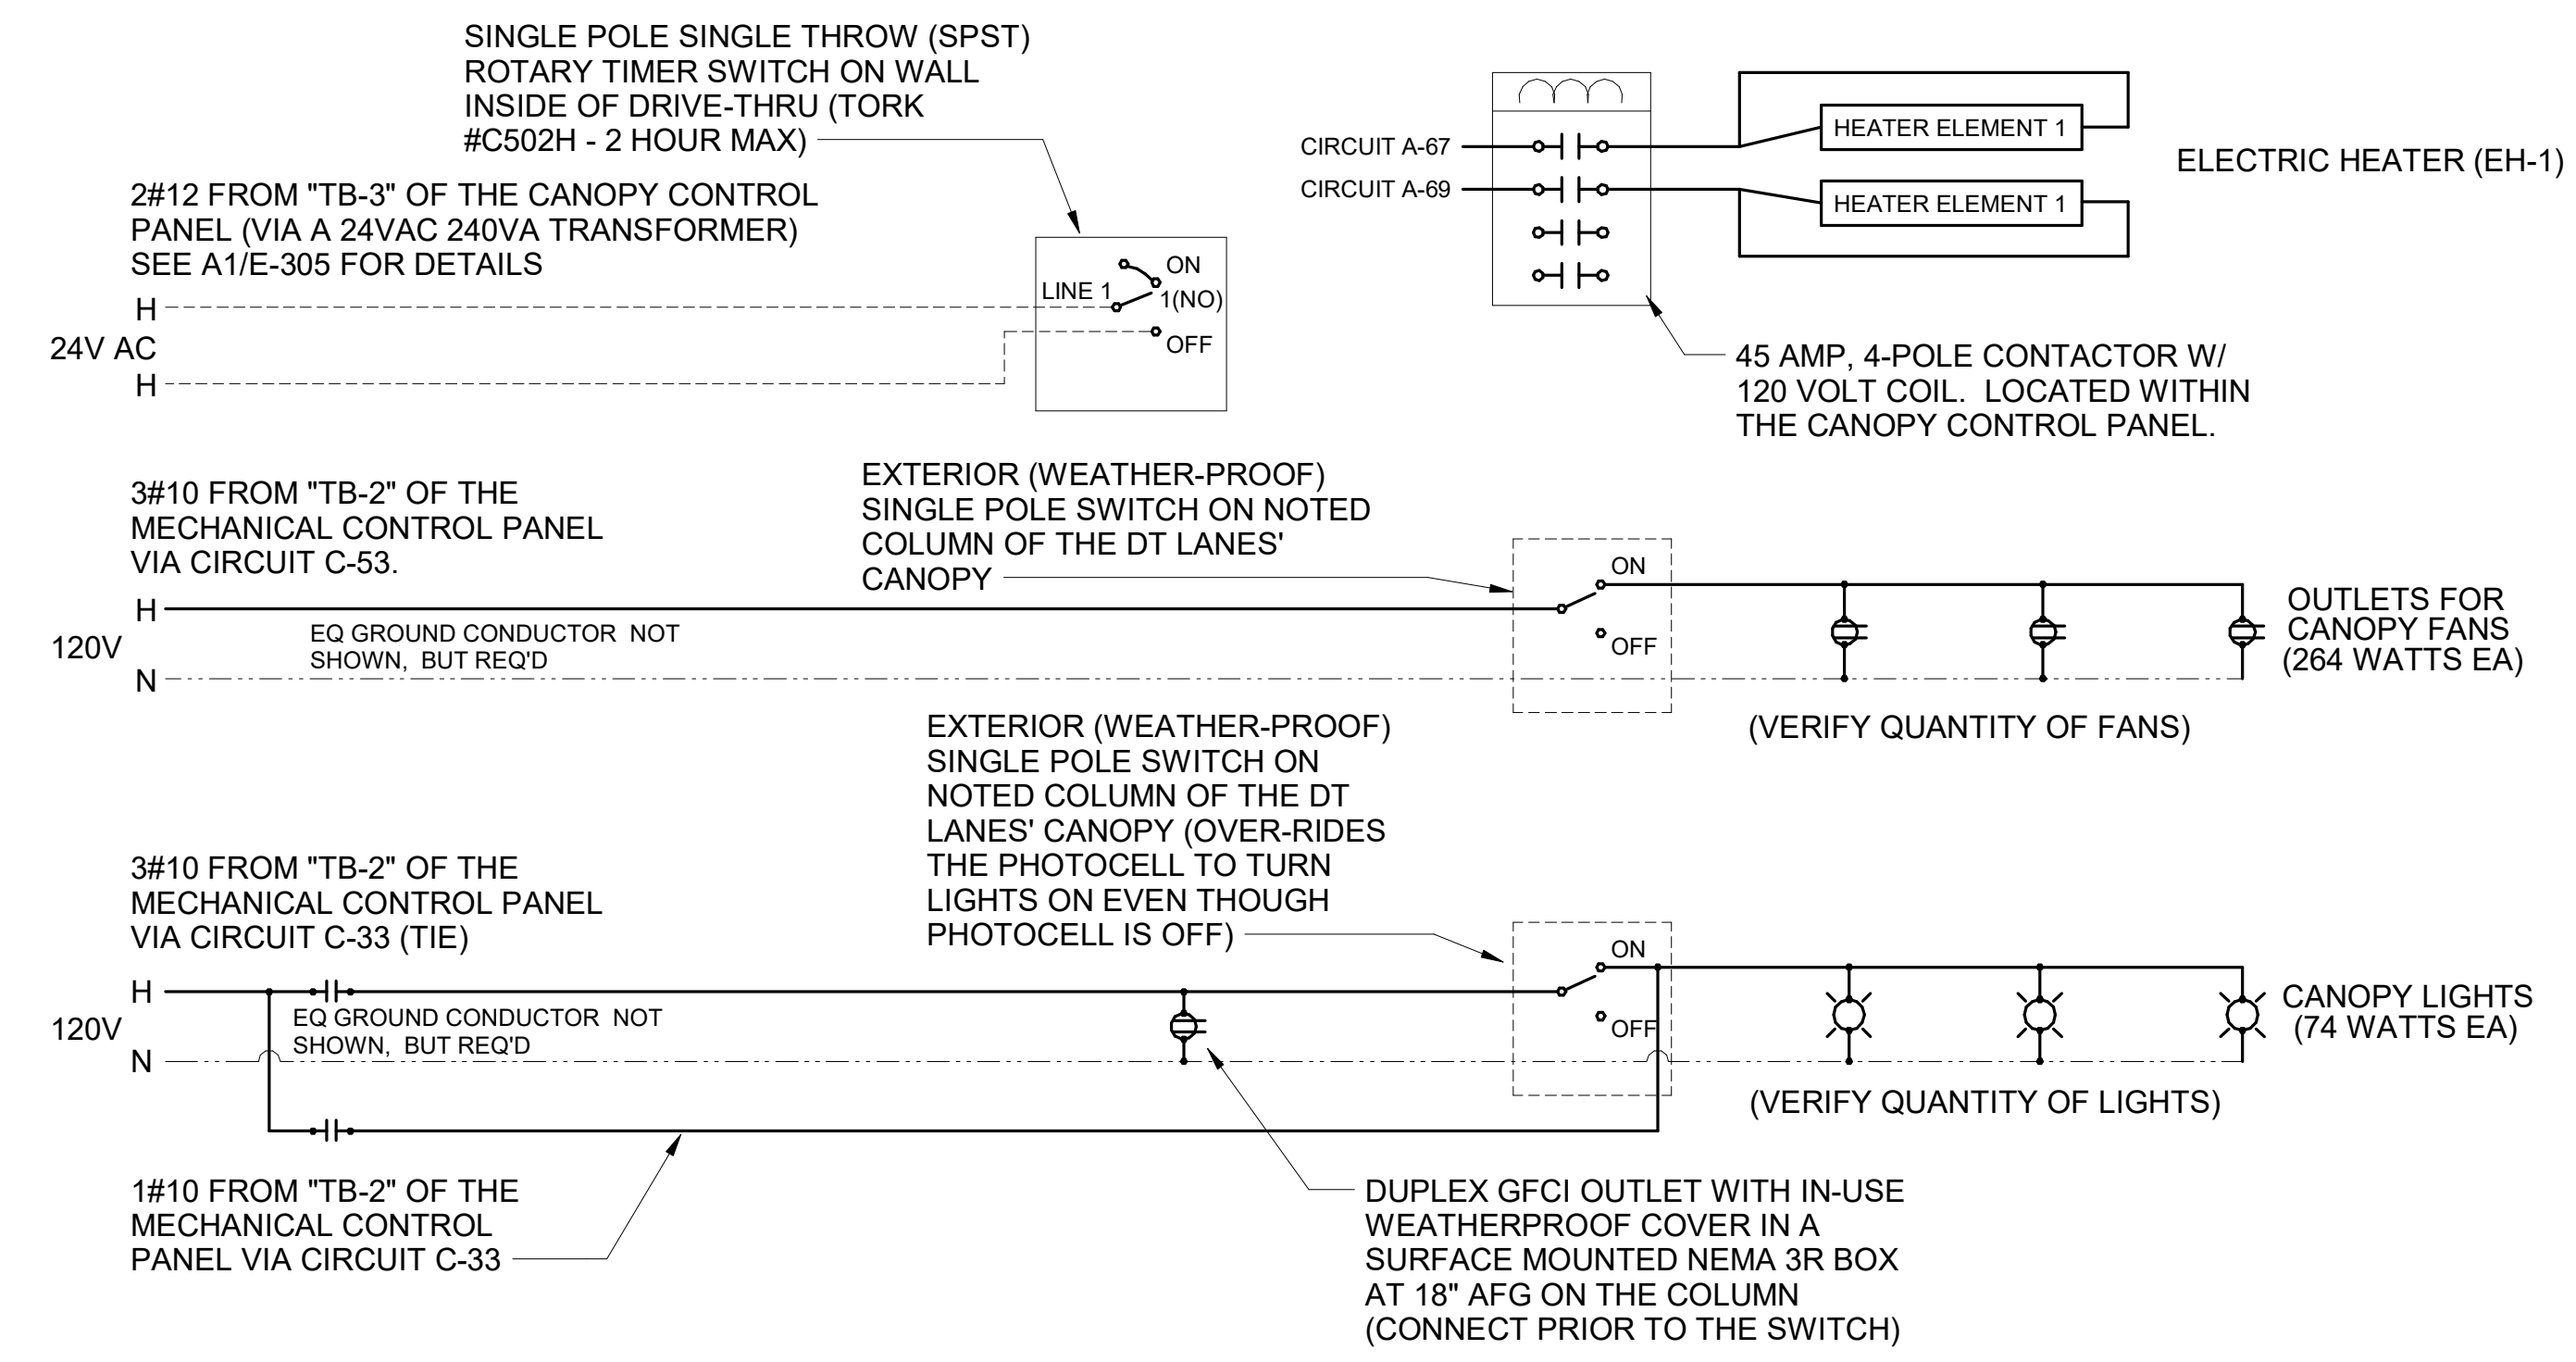 SINGLE POLE SINGLE THROW (SPST)
ROTARY TIMER SWITCH ON WALL
INSIDE OF DRIVE-THRU (TORK
#C502H - 2 HOUR MAX)
2#12 FROM "TB-3" OF THE CANOPY CONTROL
PANEL (VIA A 24VAC 240VA TRANSFORMER)
SEE A1/E-305 FOR DETAILS
H
24V AC
H
LINE 1
ON
1(NO)
OFF
CIRCUIT A-67
CIRCUIT A-69
HEATER ELEMENT 1
HEATER ELEMENT 1
ELECTRIC HEATER (EH-1)
45 AMP, 4-POLE CONTACTOR W/
120 VOLT COIL. LOCATED WITHIN
THE CANOPY CONTROL PANEL.
3#10 FROM "TB-2" OF THE
MECHANICAL CONTROL PANEL
VIA CIRCUIT C-53.
H
120V
N
EQ GROUND CONDUCTOR NOT
SHOWN, BUT REQ'D
EXTERIOR (WEATHER-PROOF)
SINGLE POLE SWITCH ON NOTED
COLUMN OF THE DT LANES'
CANOPY
ON
OFF
OUTLETS FOR
CANOPY FANS
(264 WATTS EA)
(VERIFY QUANTITY OF FANS)
EXTERIOR (WEATHER-PROOF)
SINGLE POLE SWITCH ON
NOTED COLUMN OF THE DT
LANES' CANOPY (OVER-RIDES
THE PHOTOCELL TO TURN
LIGHTS ON EVEN THOUGH
PHOTOCELL IS OFF)
3#10 FROM "TB-2" OF THE
MECHANICAL CONTROL PANEL
VIA CIRCUIT C-33 (TIE)
H
120V
N
EQ GROUND CONDUCTOR NOT
SHOWN, BUT REQ'D
ON
OFF
CANOPY LIGHTS
(74 WATTS EA)
(VERIFY QUANTITY OF LIGHTS)
1#10 FROM "TB-2" OF THE
MECHANICAL CONTROL
PANEL VIA CIRCUIT C-33
DUPLEX GFCI OUTLET WITH IN-USE
WEATHERPROOF COVER IN A
SURFACE MOUNTED NEMA 3R BOX
AT 18" AFG ON THE COLUMN
(CONNECT PRIOR TO THE SWITCH)